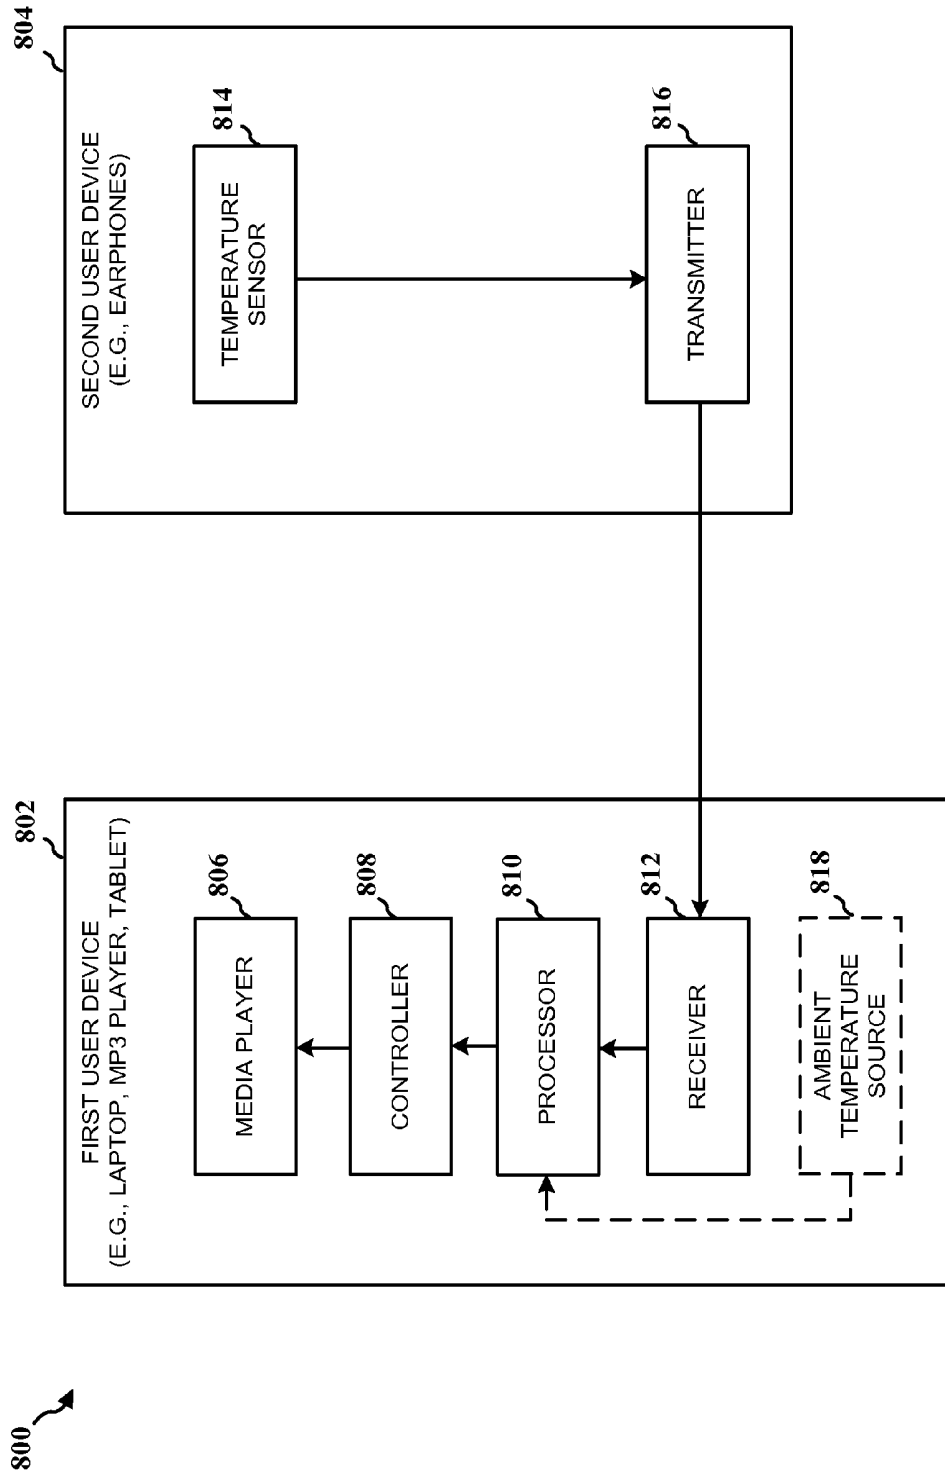 800
802
FIRST USER DEVICE
(E.G., LAPTOP, MP3 PLAYER, TABLET)
806
MEDIA PLAYER
808
CONTROLLER
810
PROCESSOR
812
RECEIVER
818
AMBIENT
TEMPERATURE
SOURCE
804
SECOND USER DEVICE
(E.G., EARPHONES)
814
TEMPERATURE
SENSOR
816
TRANSMITTER